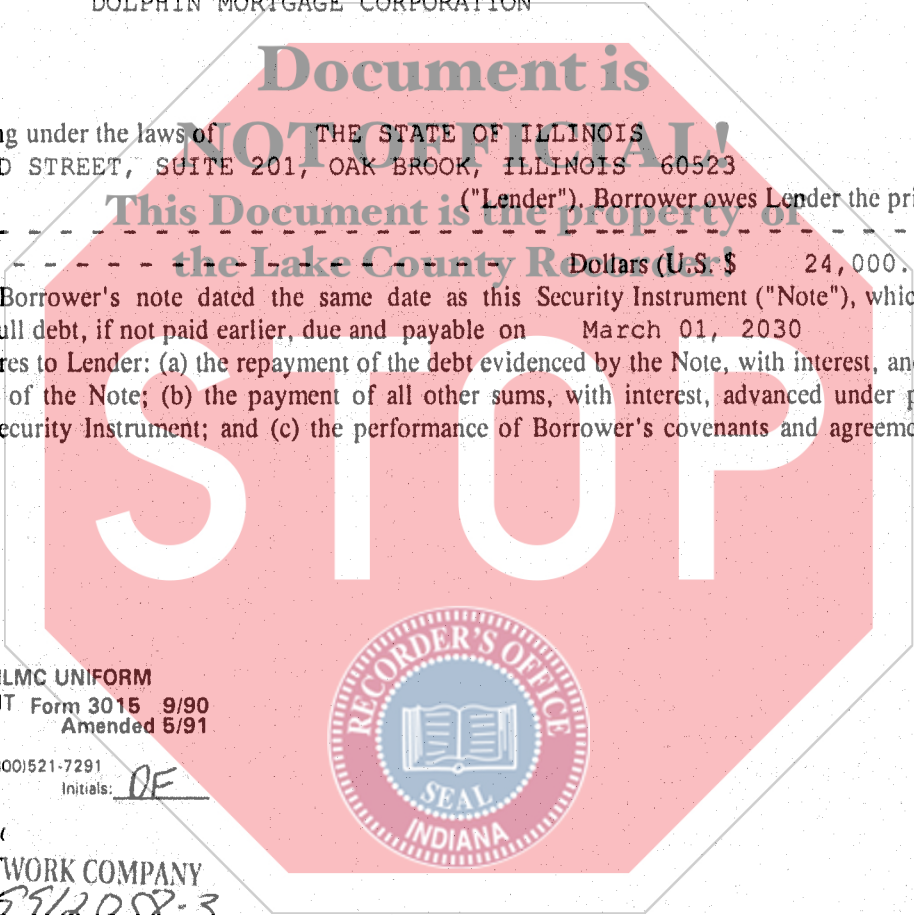 DOLPHIN MORTGAGE CORPORATION
Document is
ng under the laws of THE STATE OF ILLINOIS
NOT OFFICIAL!
D STREET, SUITE 201, OAK BROOK, ILLINOIS 60523
("Lender"). Borrower owes Lender the pri
This Document is the property of
the Lake County Recorder!
- - - - - - - - - - - - - - - - Dollars (U.S. $ 24,000.
Borrower's note dated the same date as this Security Instrument ("Note"), whic
ull debt, if not paid earlier, due and payable on March 01, 2030
res to Lender: (a) the repayment of the debt evidenced by the Note, with interest, an
of the Note; (b) the payment of all other sums, with interest, advanced under p
ecurity Instrument; and (c) the performance of Borrower's covenants and agreem
STOP
RECORDER'S OFFICE
SEAL
INDIANA
LMC UNIFORM
T Form 3015 9/90
Amended 5/91
00)521-7291
Initials: DF
WORK COMPANY